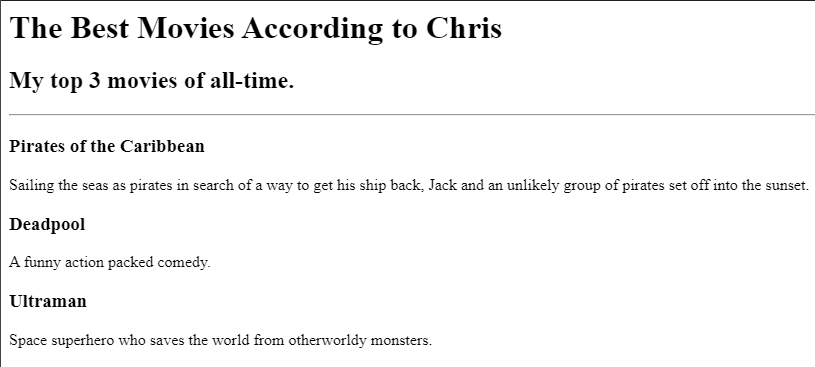 The Best Movies According to Chris
My top 3 movies of all-time.
Pirates of the Caribbean
Sailing the seas as pirates in search of a way to get his ship back, Jack and an unlikely group of pirates set off into the sunset.
Deadpool
A funny action packed comedy.
Ultraman
Space superhero who saves the world from otherworldy monsters.